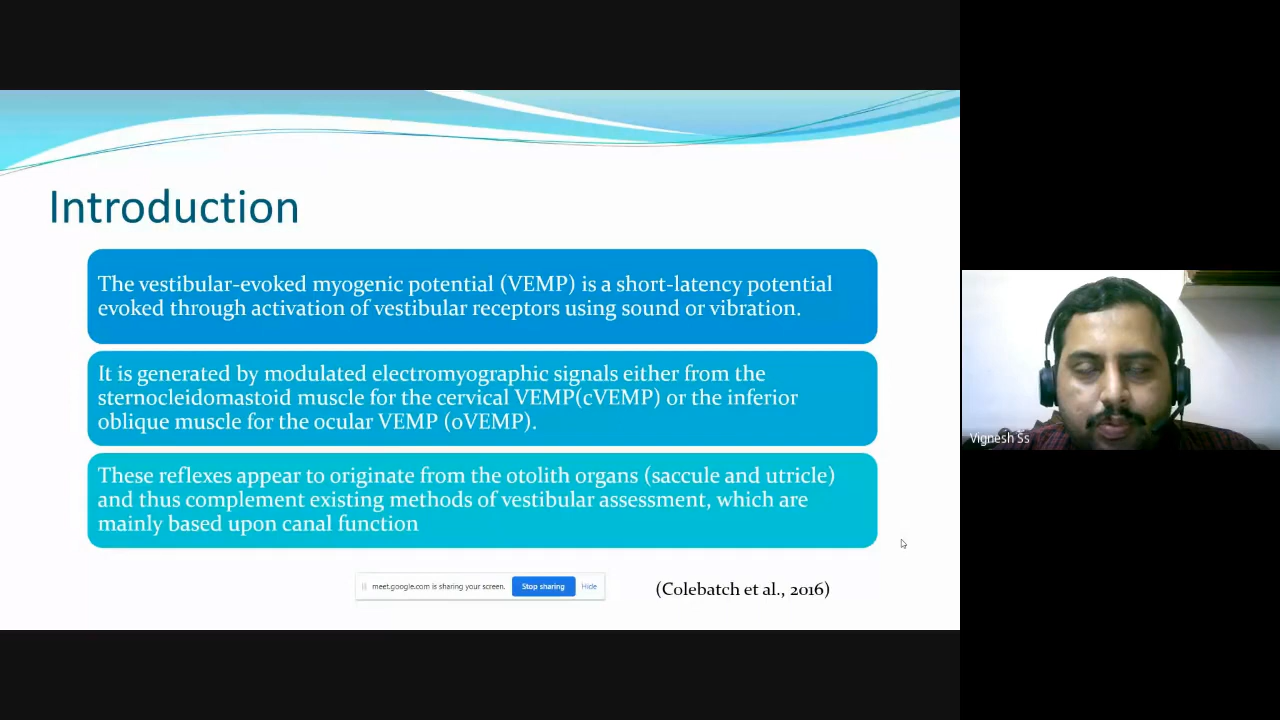 Introduction
The vestibular-evoked myogenic potential (VEMP) is a short-latency potential
evoked through activation of vestibular receptors using sound or vibration.
It is generated by modulated electromyographic signals either from the
sternocleidomastoid muscle for the cervical VEMP(cVEMP) or the inferior
oblique muscle for the ocular VEMP (oVEMP).
These reflexes appear to originate from the otolith organs (saccule and utricle)
and thus complement existing methods of vestibular assessment, which are
mainly based upon canal function
meet.google.com is sharing your screen. Stop sharing Hide
(Colebatch et al., 2016)
Vignesh Ss